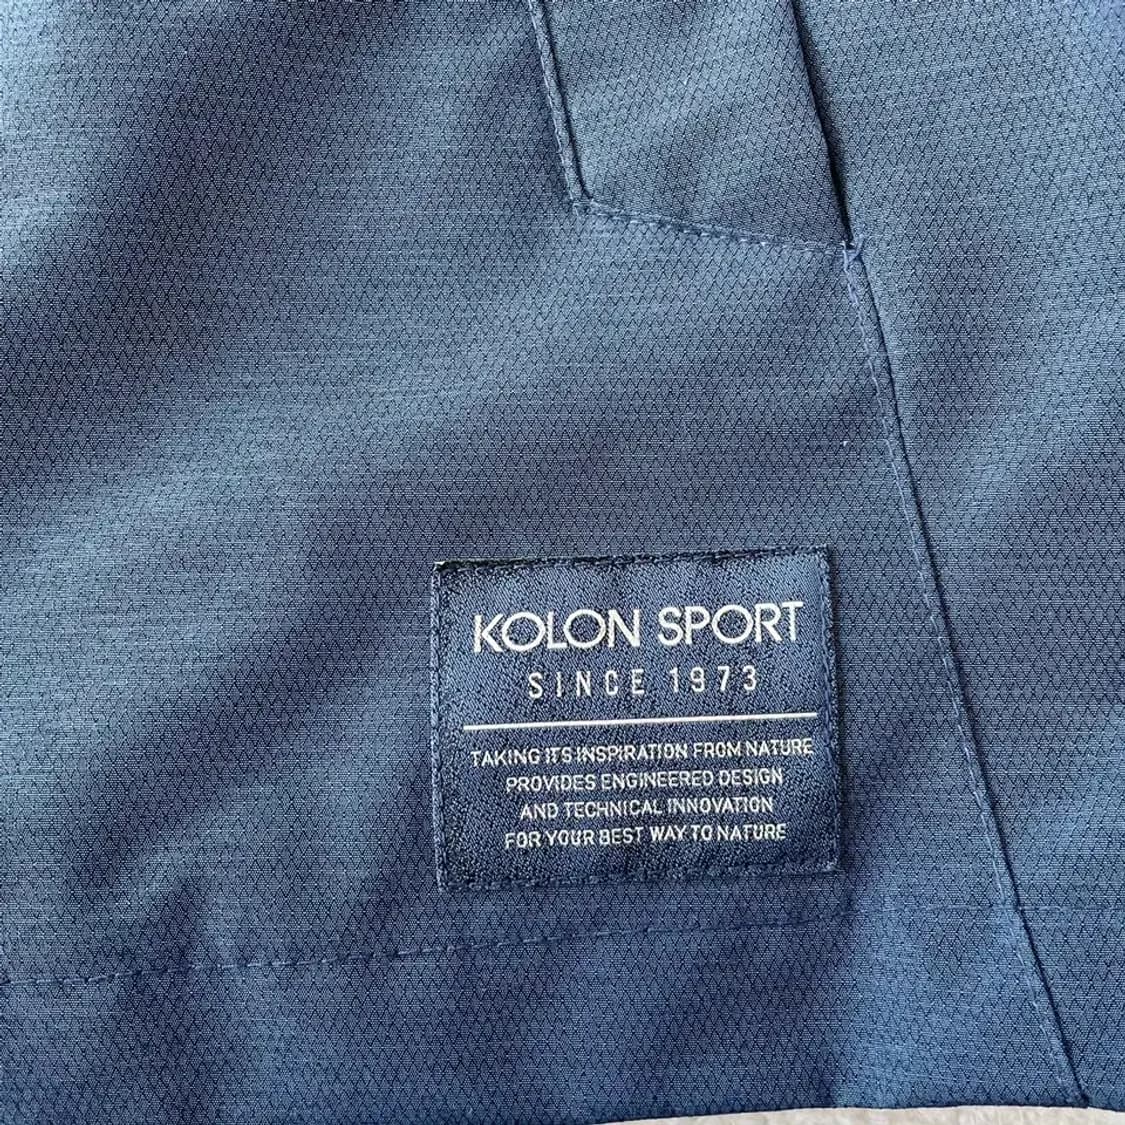 KOLON SPORT
SINCE 1973
TAKING ITS INSPIRATION FROM NATURE
PROVIDES ENGINEERED DESIGN
AND TECHNICAL INNOVATION
FOR YOUR BEST WAY TO NATURE